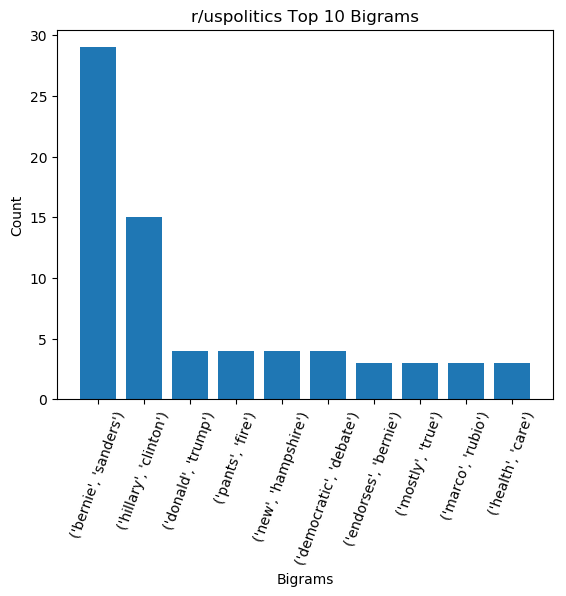 r/uspolitics Top 10 Bigrams
30
25
20
15
10
5
0
Count
('bernie', 'sanders')
('hillary', 'clinton')
('donald', 'trump')
('pants', 'fire')
('new', 'hampshire')
('democratic', 'debate')
('endorses', 'bernie')
('mostly', 'true')
('marco', 'rubio')
('health', 'care')
Bigrams